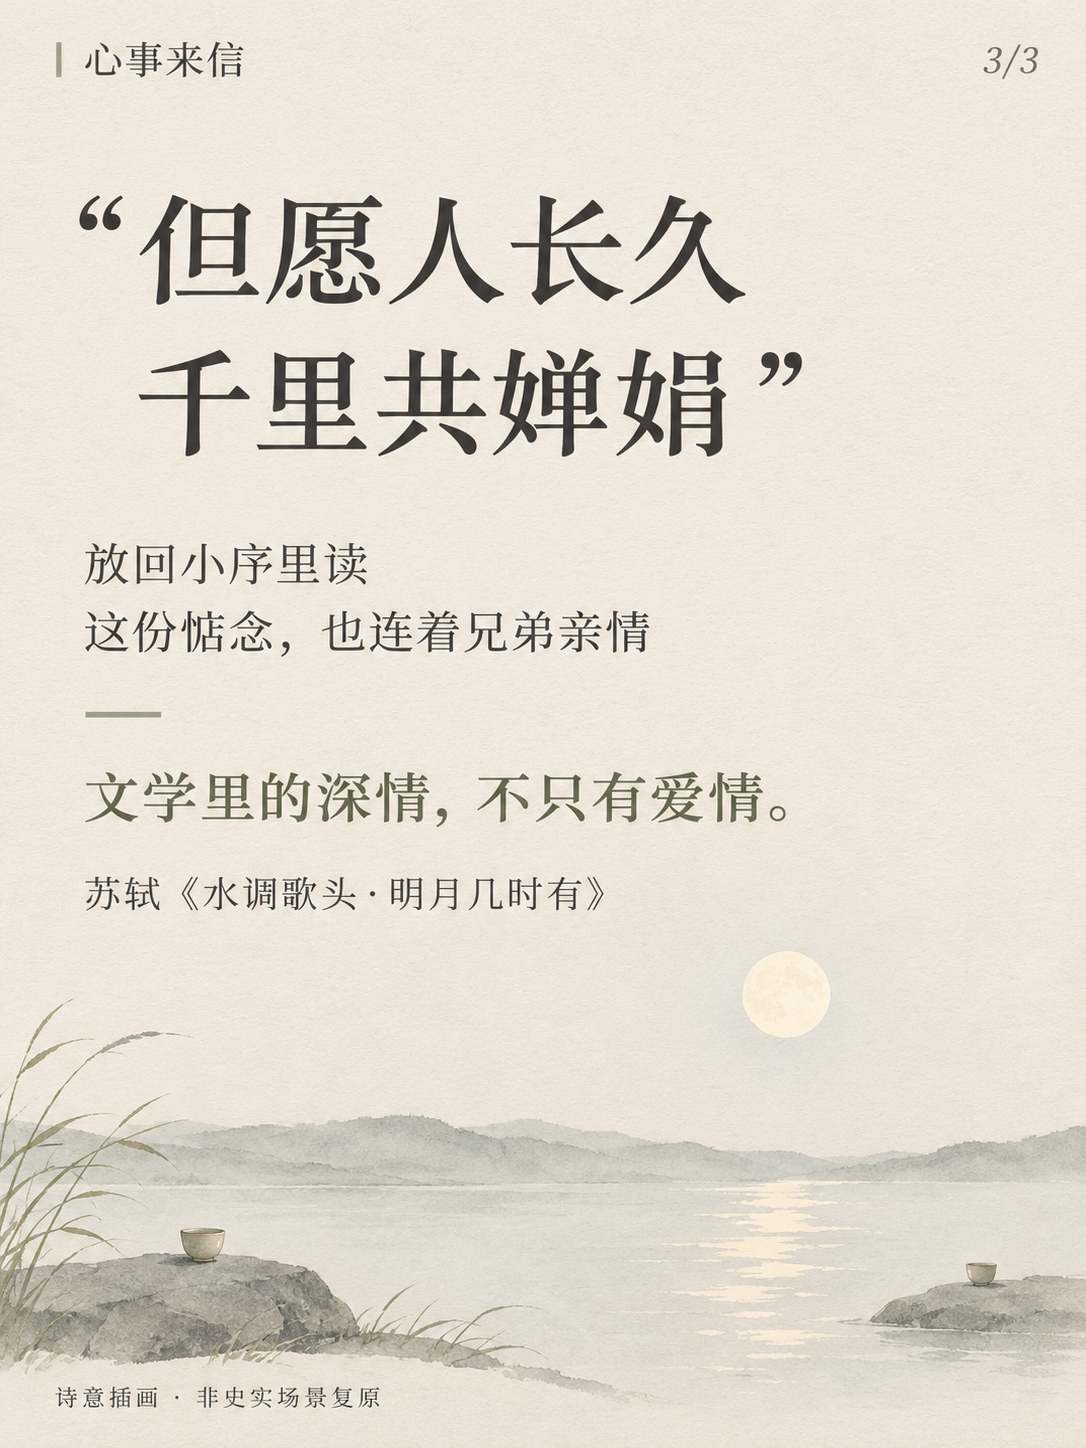 心事来信
3/3
“但愿人长久
千里共婵娟”
放回小序里读
这份惦念，也连着兄弟亲情
文学里的深情，不只有爱情。
苏轼《水调歌头·明月几时有》
诗意插画 · 非史实场景复原